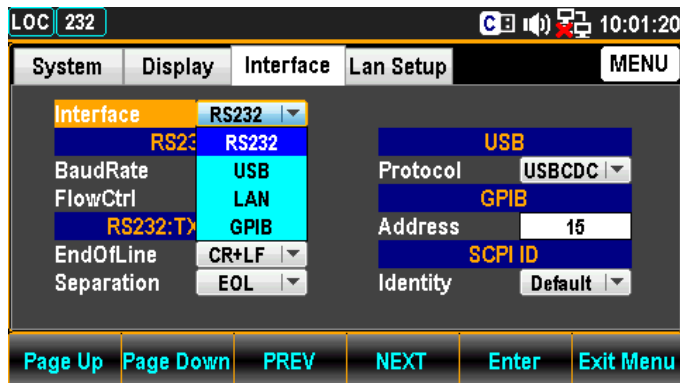 LOC 232 C 10:01:20
System Display Interface Lan Setup MENU
Interface RS232
RS23 RS232 USB
BaudRate USB Protocol USBCDC
FlowCtrl LAN GPIB
RS232:TX GPIB Address 15
EndOfLine CR+LF SCPI ID
Separation EOL Identity Default
Page Up Page Down PREV NEXT Enter Exit Menu